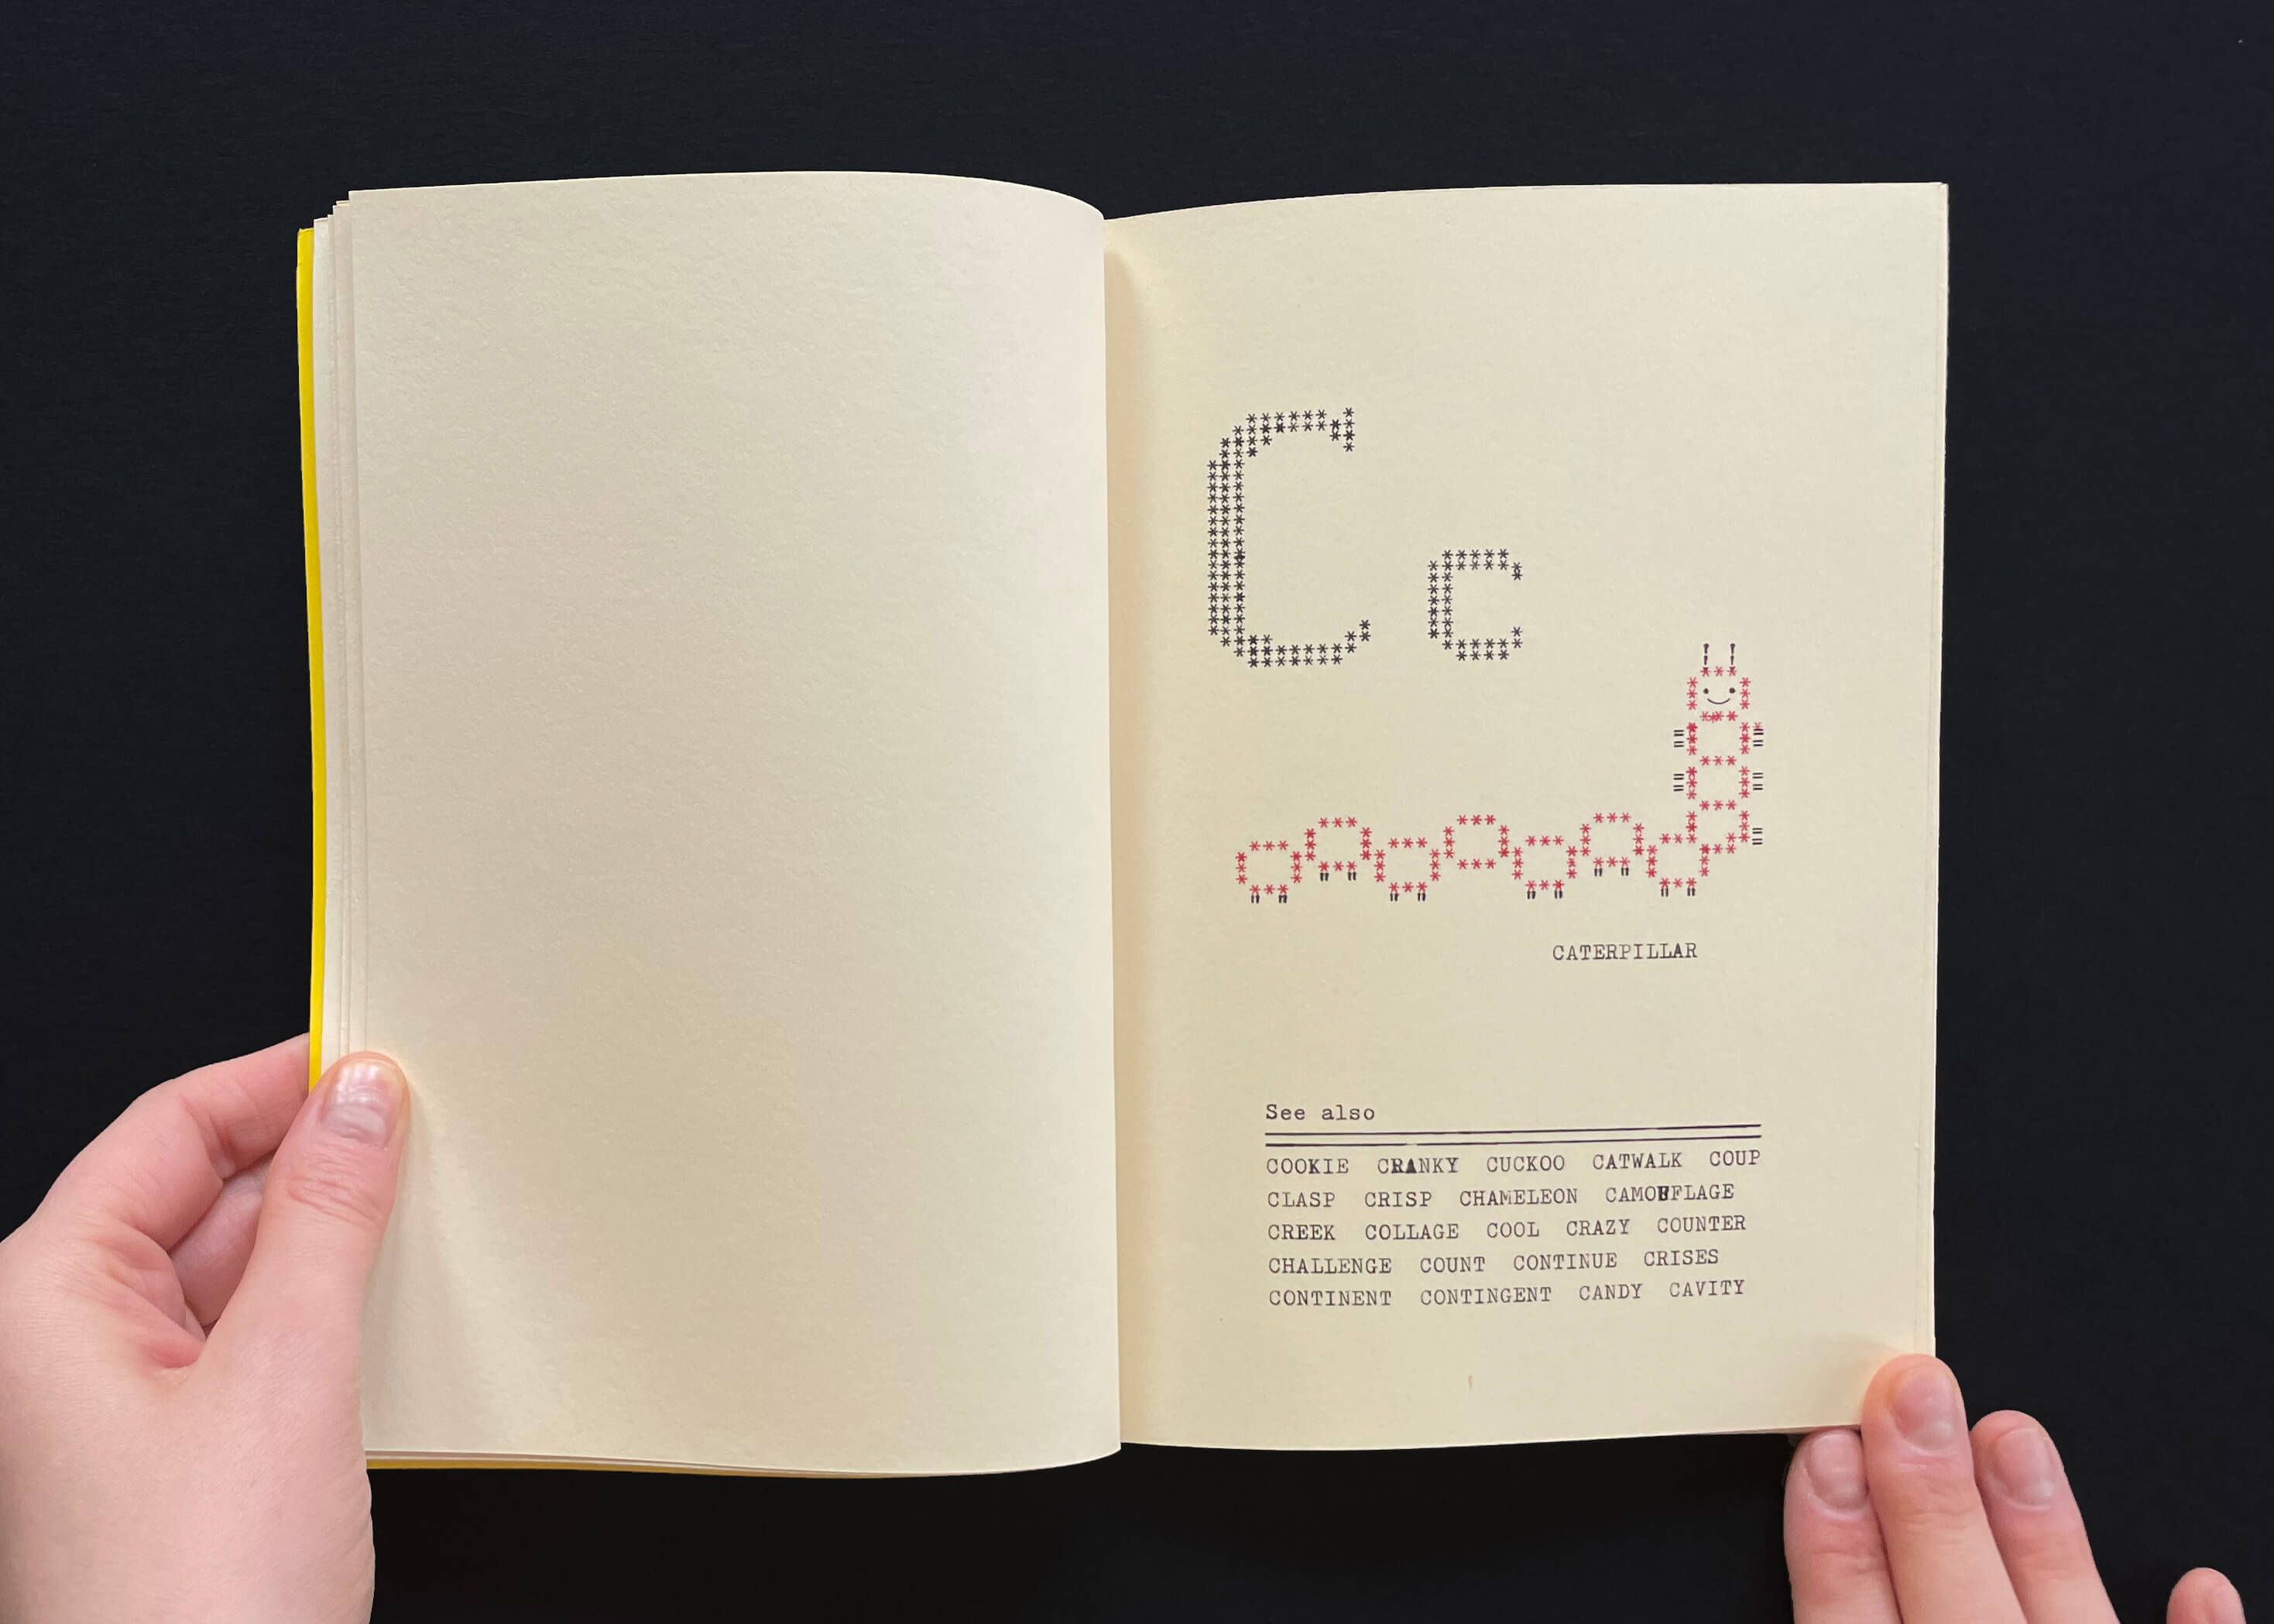 C c
CATERPILLAR
See also
COOKIE CRANKY CUCKOO CATWALK COUP
CLASP CRISP CHAMELEON CAMOUFLAGE
CREEK COLLAGE COOL CRAZY COUNTER
CHALLENGE COUNT CONTINUE CRISES
CONTINENT CONTINGENT CANDY CAVITY